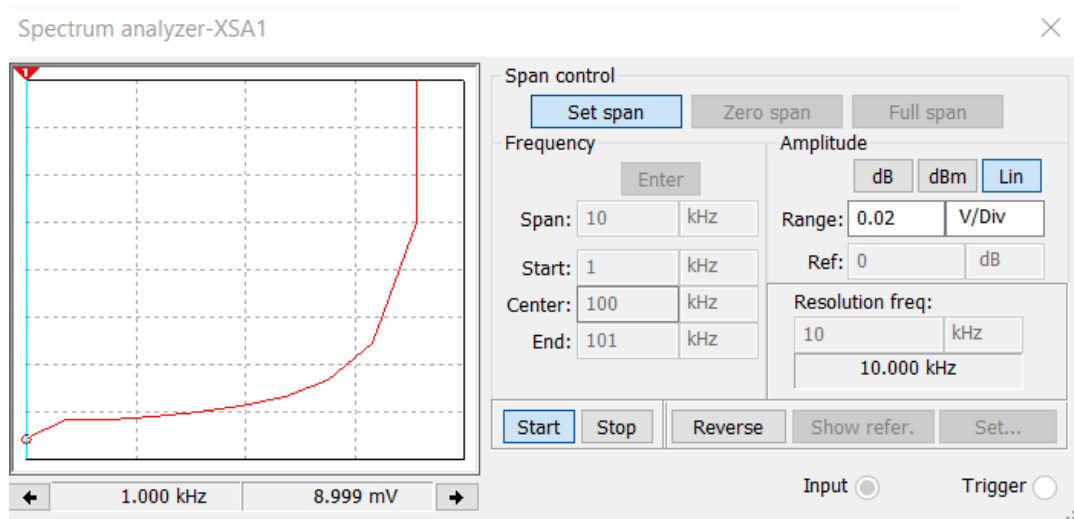 Spectrum analyzer-XSA1
1
Span control
Set span
Zero span
Full span
Frequency
Enter
Span: 10 kHz
Start: 1 kHz
Center: 100 kHz
End: 101 kHz
Amplitude
dB dBm Lin
Range: 0.02 V/Div
Ref: 0 dB
Resolution freq:
10 kHz
10.000 kHz
Start Stop Reverse Show refer. Set...
1.000 kHz 8.999 mV
Input Trigger